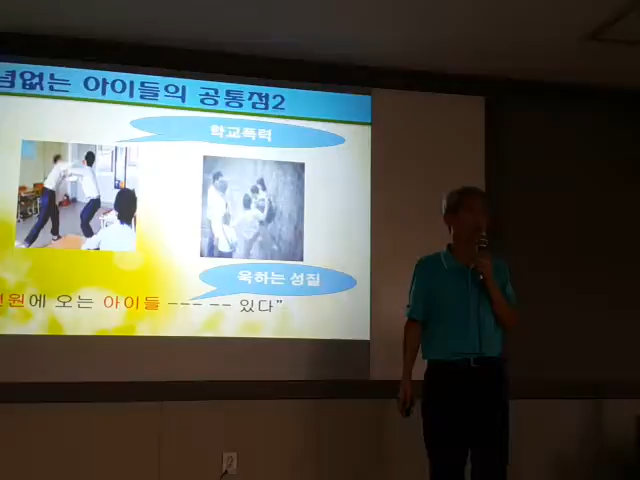 없는 아이들의 공통점2
학교폭력
욱하는 성질
원에 오는 아이들 ----- 있다"